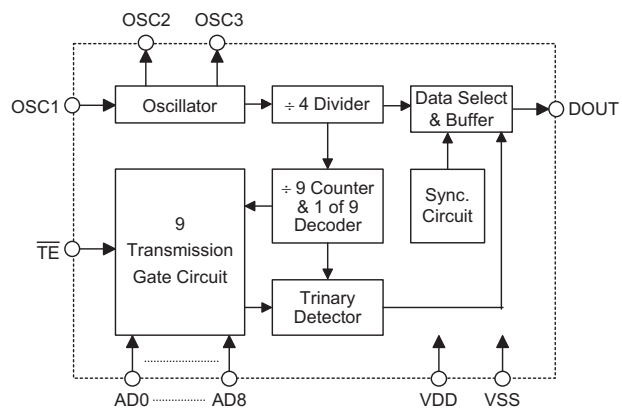 OSC2
OSC3
OSC1
Oscillator
÷ 4 Divider
Data Select
& Buffer
DOUT
÷ 9 Counter
& 1 of 9
Decoder
Sync.
Circuit
9
Transmission
Gate Circuit
TE
Trinary
Detector
AD0
AD8
VDD
VSS